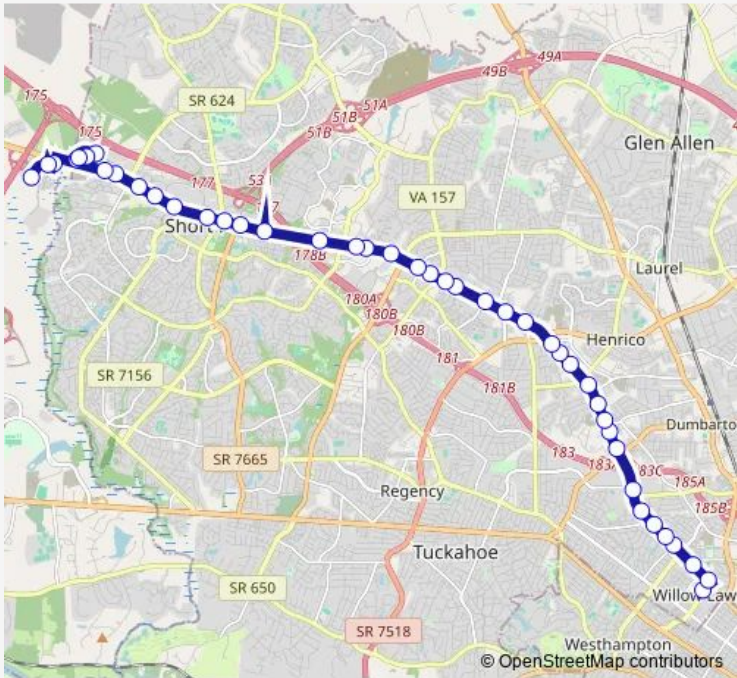 49A
49B
175
51A
SR 624
51B
175
51B
Glen Allen
177
53
VA 157
Short
178B
Laurel
180A
180B
180B
Henrico
181
SR 7156
181B
Dumbarto
SR 7665
183
183A
183C
185A
Regency
185B
Tuckahoe
SR 650
Willow Law
SR 7518
Westhampton
© OpenStreetMap contributors